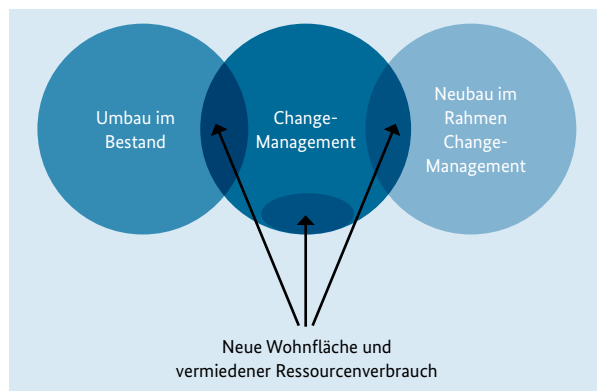 Umbau im
Bestand
Change-
Management
Neubau im
Rahmen
Change-
Management
Neue Wohnfläche und
vermiedener Ressourcenverbrauch